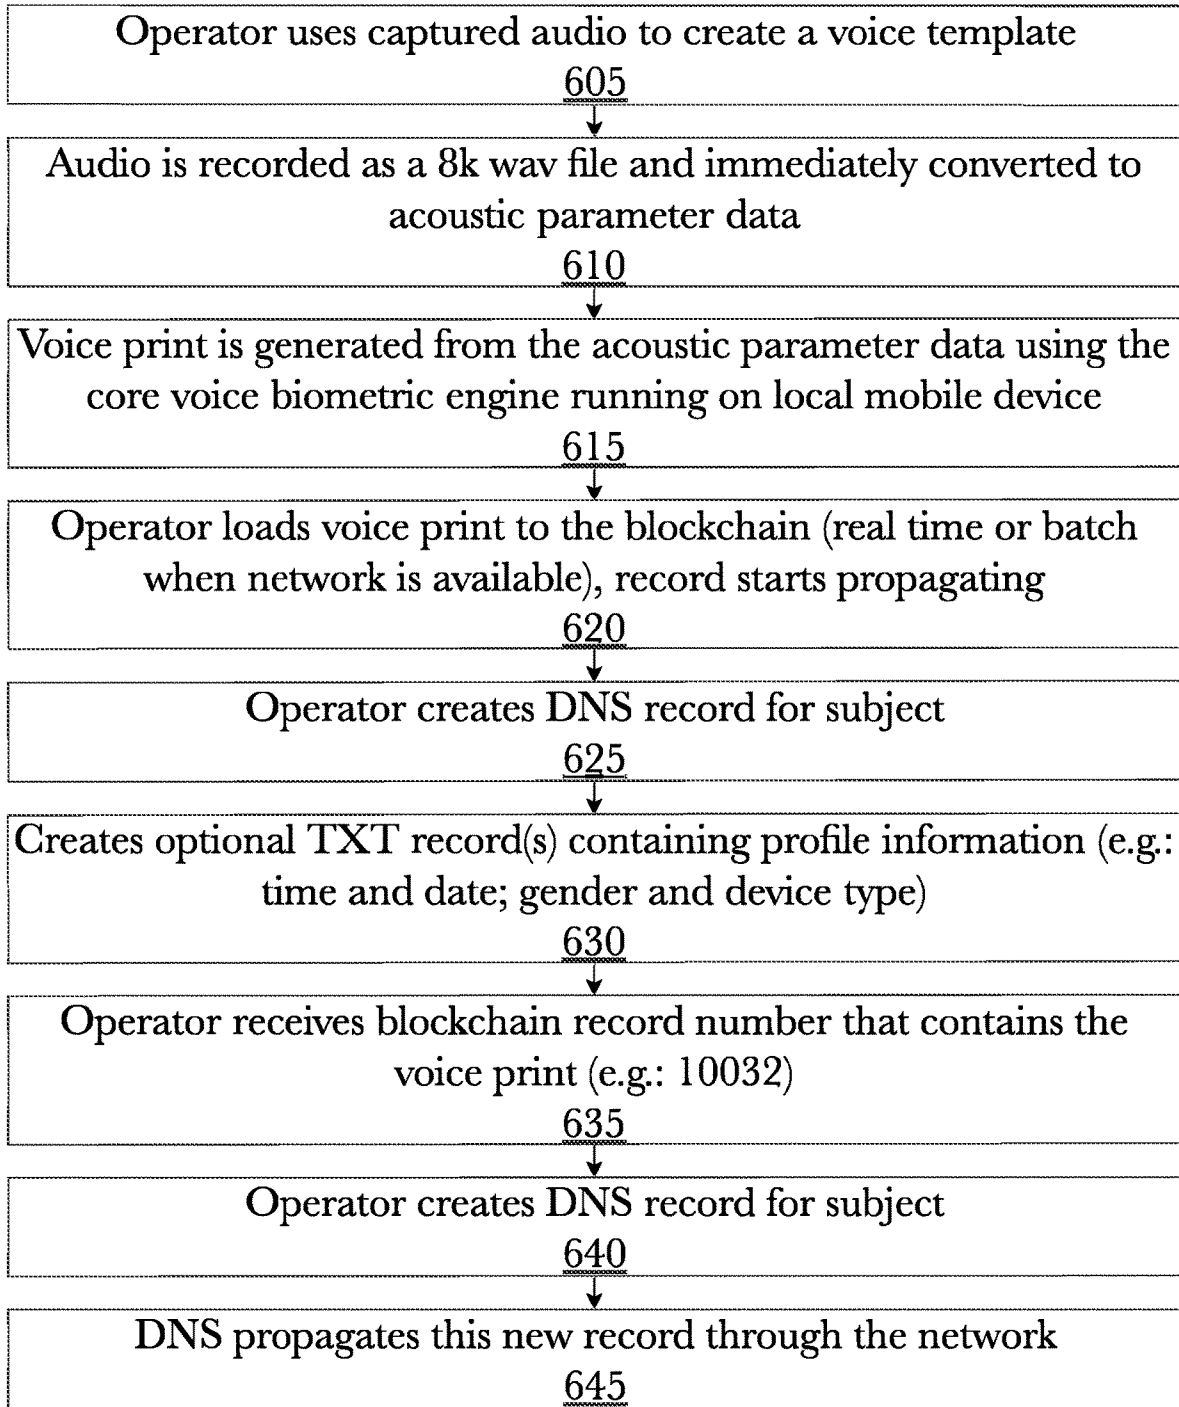 Operator uses captured audio to create a voice template
605
Audio is recorded as a 8k wav file and immediately converted to
acoustic parameter data
610
Voice print is generated from the acoustic parameter data using the
core voice biometric engine running on local mobile device
615
Operator loads voice print to the blockchain (real time or batch
when network is available), record starts propagating
620
Operator creates DNS record for subject
625
Creates optional TXT record(s) containing profile information (e.g.:
time and date; gender and device type)
630
Operator receives blockchain record number that contains the
voice print (e.g.: 10032)
635
Operator creates DNS record for subject
640
DNS propagates this new record through the network
645